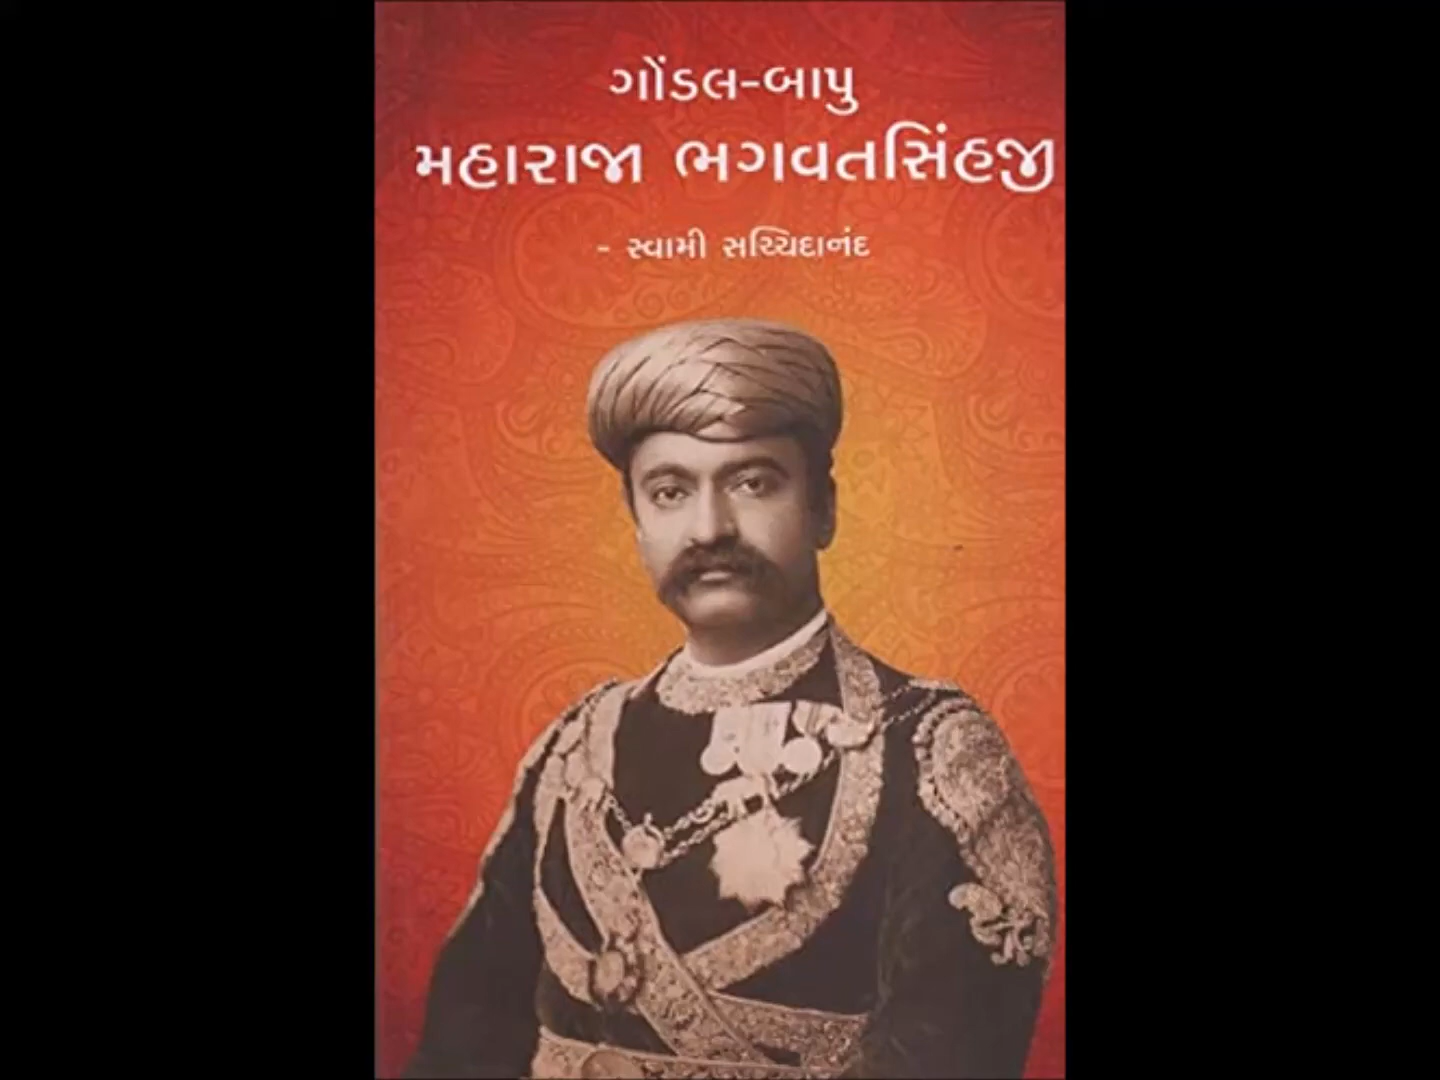 ગોંડલ-બાપુ
મહારાજા ભગવતસિંહજી
- સ્વામી સચ્ચિદાનંદ